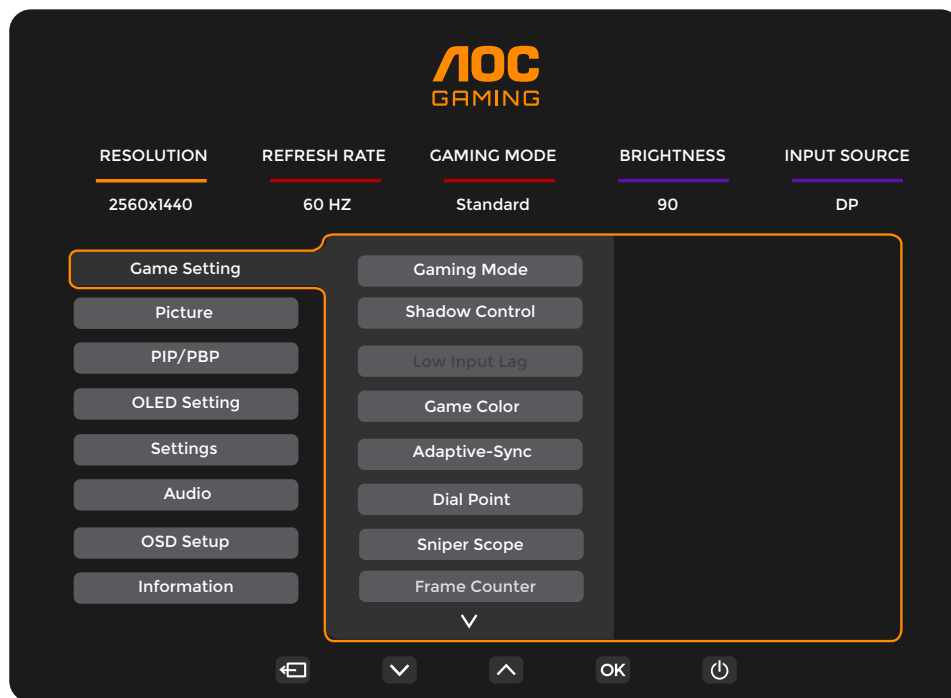 AOC
GAMING
RESOLUTION REFRESH RATE GAMING MODE BRIGHTNESS INPUT SOURCE
2560x1440 60 HZ Standard 90 DP
Game Setting
Picture
PIP/PBP
OLED Setting
Settings
Audio
OSD Setup
Information
Gaming Mode
Shadow Control
Low Input Lag
Game Color
Adaptive-Sync
Dial Point
Sniper Scope
Frame Counter
OK